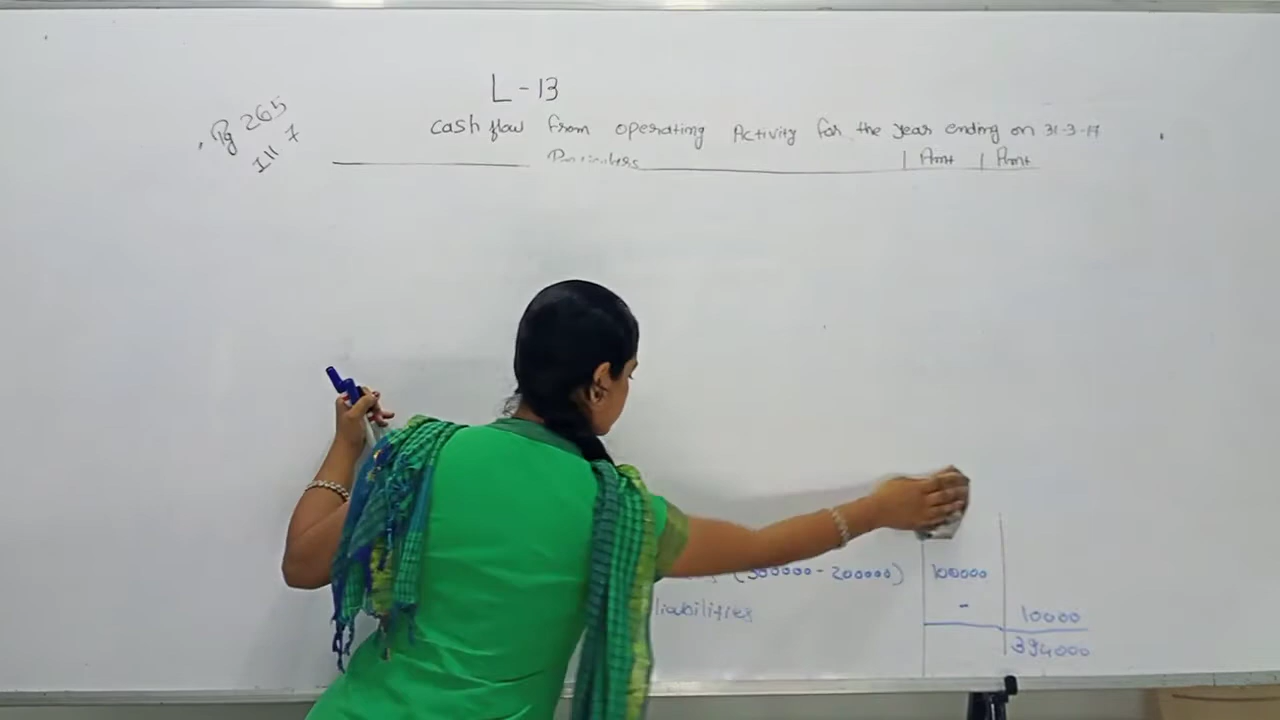 L - 13
Pg 265
Ill 7
Cash flow from operating Activity for the year ending on 31-3-17
Particulars | Amt | Amt
(300000 - 200000) 100000
liabilities - 10000
394000